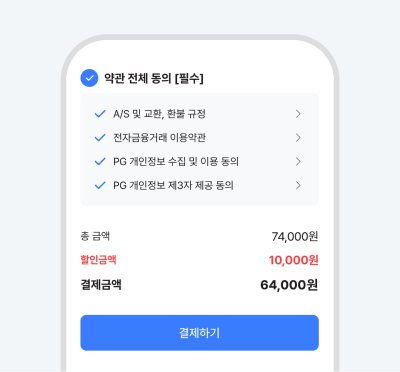 약관 전체 동의 [필수]
A/S 및 교환, 환불 규정
전자금융거래 이용약관
PG 개인정보 수집 및 이용 동의
PG 개인정보 제3자 제공 동의
총 금액 74,000원
할인금액 10,000원
결제금액 64,000원
결제하기